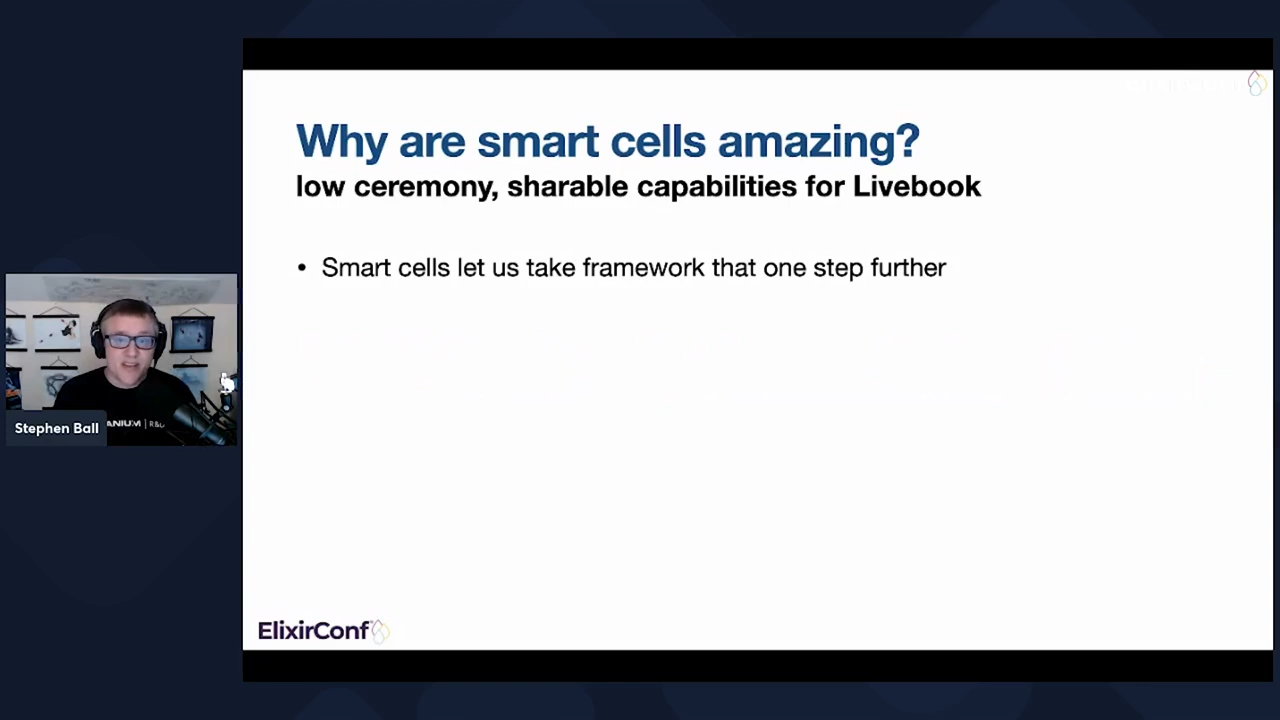 Why are smart cells amazing?
low ceremony, sharable capabilities for Livebook
• Smart cells let us take framework that one step further
Stephen Ball
ANIUM | R&D
ElixirConf